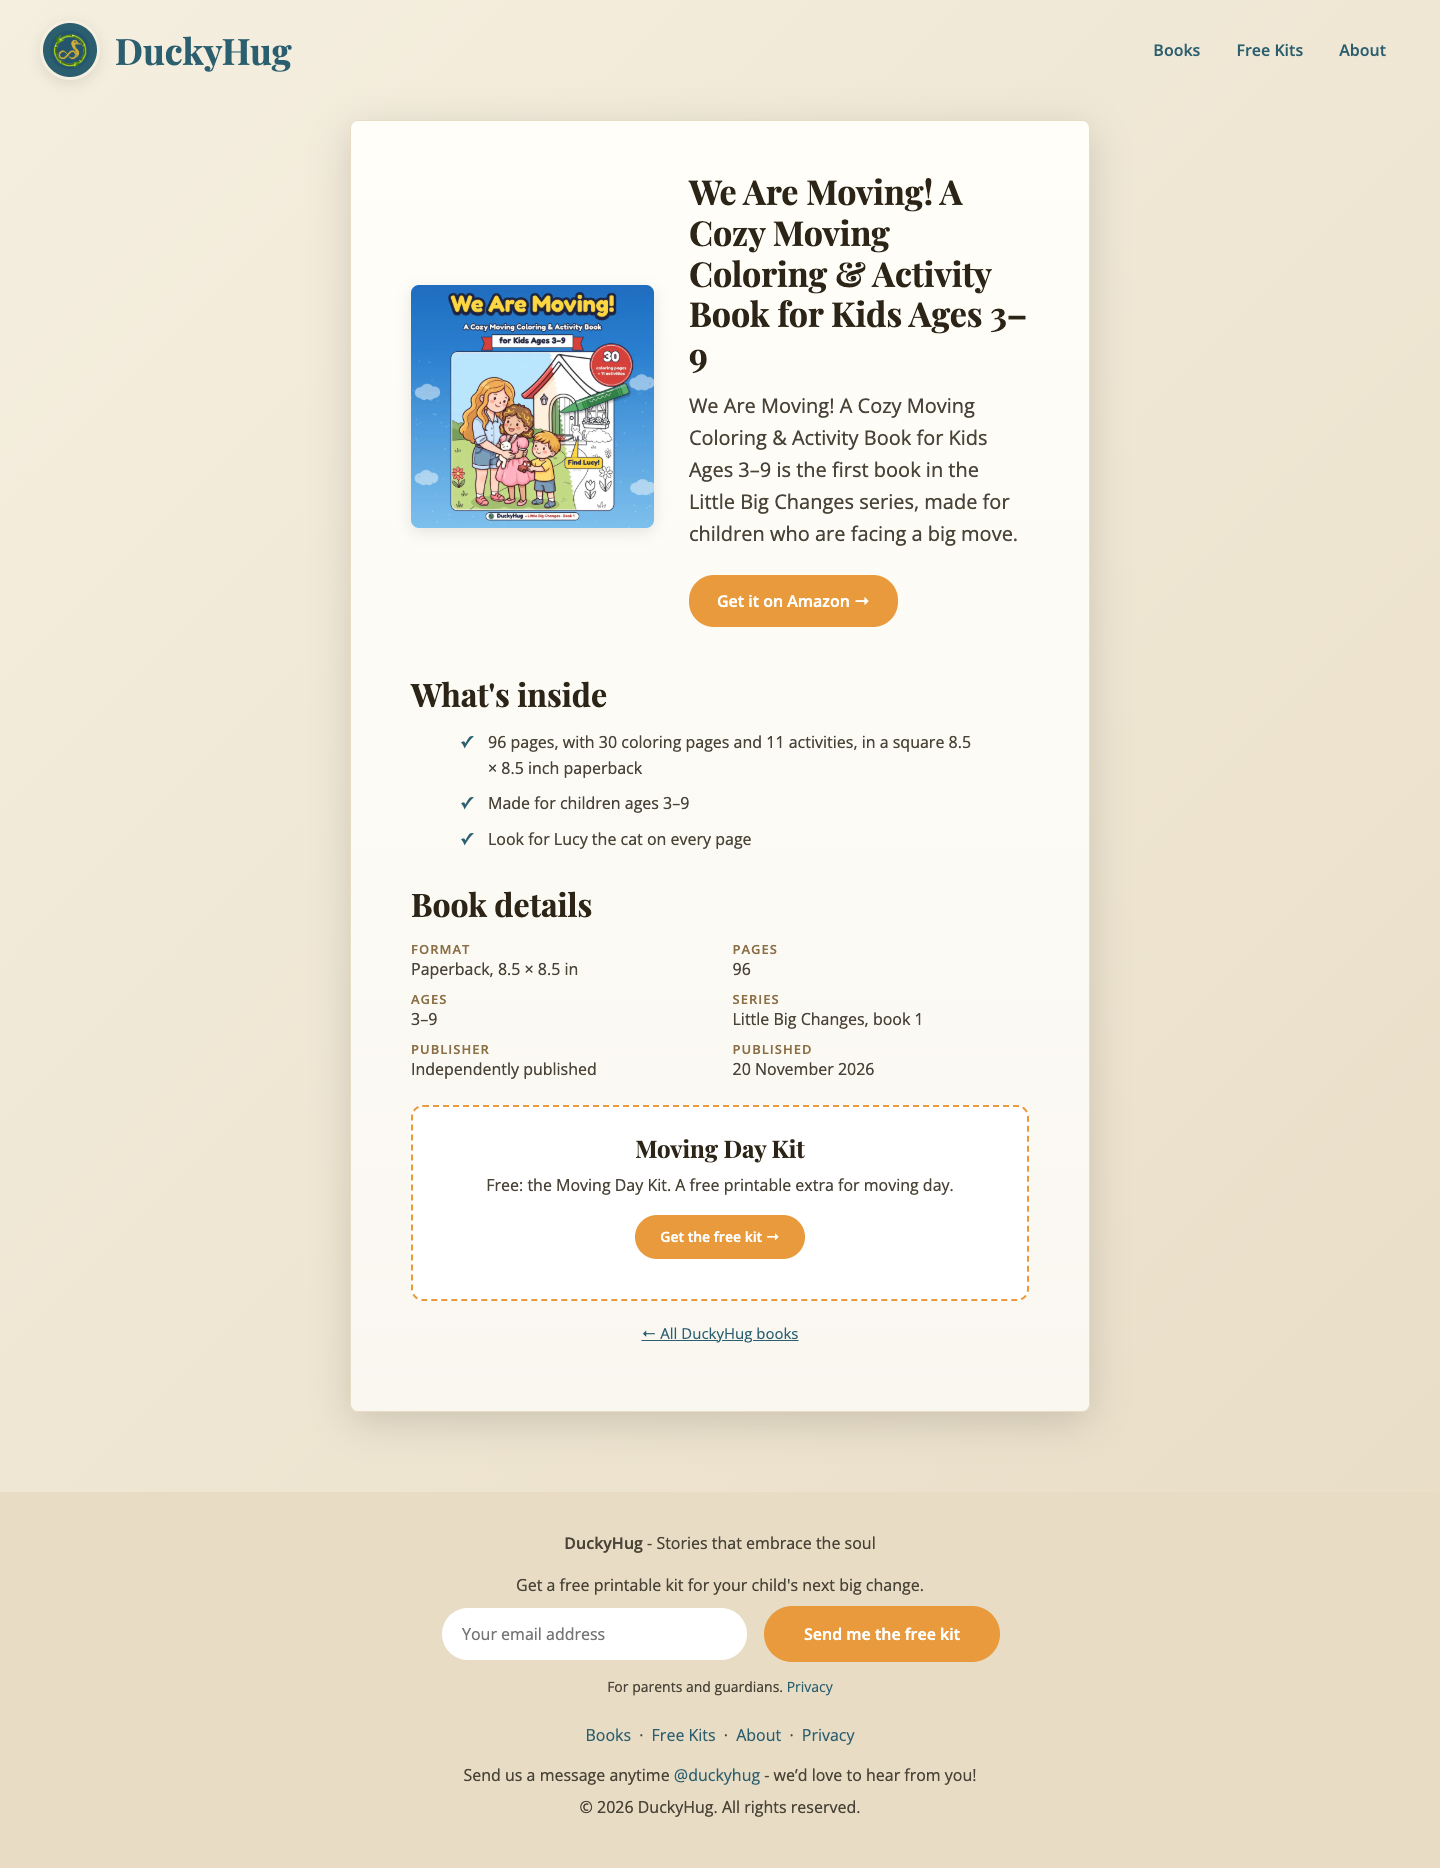 DuckyHug
Books
Free Kits
About
We Are Moving!
A Cozy Moving Coloring & Activity Book
for Kids Ages 3–9
30
coloring pages
+ 11 activities
Find Lucy!
DuckyHug – Little Big Changes · Book 1
We Are Moving! A
Cozy Moving
Coloring & Activity
Book for Kids Ages 3–
9
We Are Moving! A Cozy Moving
Coloring & Activity Book for Kids
Ages 3–9 is the first book in the
Little Big Changes series, made for
children who are facing a big move.
Get it on Amazon →
What's inside
✓ 96 pages, with 30 coloring pages and 11 activities, in a square 8.5
× 8.5 inch paperback
✓ Made for children ages 3–9
✓ Look for Lucy the cat on every page
Book details
FORMAT
Paperback, 8.5 × 8.5 in
PAGES
96
AGES
3–9
SERIES
Little Big Changes, book 1
PUBLISHER
Independently published
PUBLISHED
20 November 2026
Moving Day Kit
Free: the Moving Day Kit. A free printable extra for moving day.
Get the free kit →
← All DuckyHug books
DuckyHug - Stories that embrace the soul
Get a free printable kit for your child's next big change.
Your email address
Send me the free kit
For parents and guardians. Privacy
Books · Free Kits · About · Privacy
Send us a message anytime @duckyhug - we’d love to hear from you!
© 2026 DuckyHug. All rights reserved.